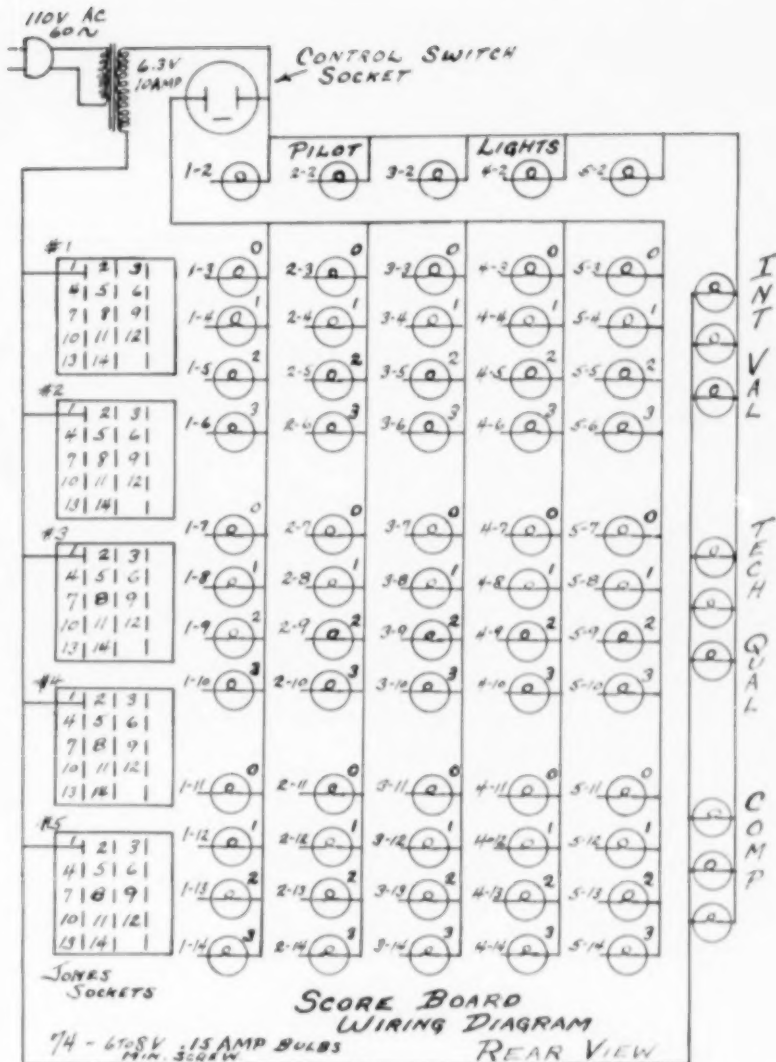 110V AC
60~
6.3V
10AMP
CONTROL SWITCH
SOCKET
PILOT LIGHTS
1-2 2-2 3-2 4-2 5-2
#1
1 2 3
4 5 6
7 8 9
10 11 12
13 14
#2
1 2 3
4 5 6
7 8 9
10 11 12
13 14
#3
1 2 3
4 5 6
7 8 9
10 11 12
13 14
#4
1 2 3
4 5 6
7 8 9
10 11 12
13 14
#5
1 2 3
4 5 6
7 8 9
10 11 12
13 14
JONES
SOCKETS
1-3 0 2-3 0 3-3 0 4-3 0 5-3 0
1-4 1 2-4 1 3-4 1 4-4 1 5-4 1
1-5 2 2-5 2 3-5 2 4-5 2 5-5 2
1-6 3 2-6 3 3-6 3 4-6 3 5-6 3
1-7 0 2-7 0 3-7 0 4-7 0 5-7 0
1-8 1 2-8 1 3-8 1 4-8 1 5-8 1
1-9 2 2-9 2 3-9 2 4-9 2 5-9 2
1-10 3 2-10 3 3-10 3 4-10 3 5-10 3
1-11 0 2-11 0 3-11 0 4-11 0 5-11 0
1-12 1 2-12 1 3-12 1 4-12 1 5-12 1
1-13 2 2-13 2 3-13 2 4-13 2 5-13 2
1-14 3 2-14 3 3-14 3 4-14 3 5-14 3
INT VAL
TECH QUAL
COMP
SCORE BOARD
WIRING DIAGRAM
REAR VIEW
74 - 6 TO 8V .15 AMP BULBS
MIN. SCREW